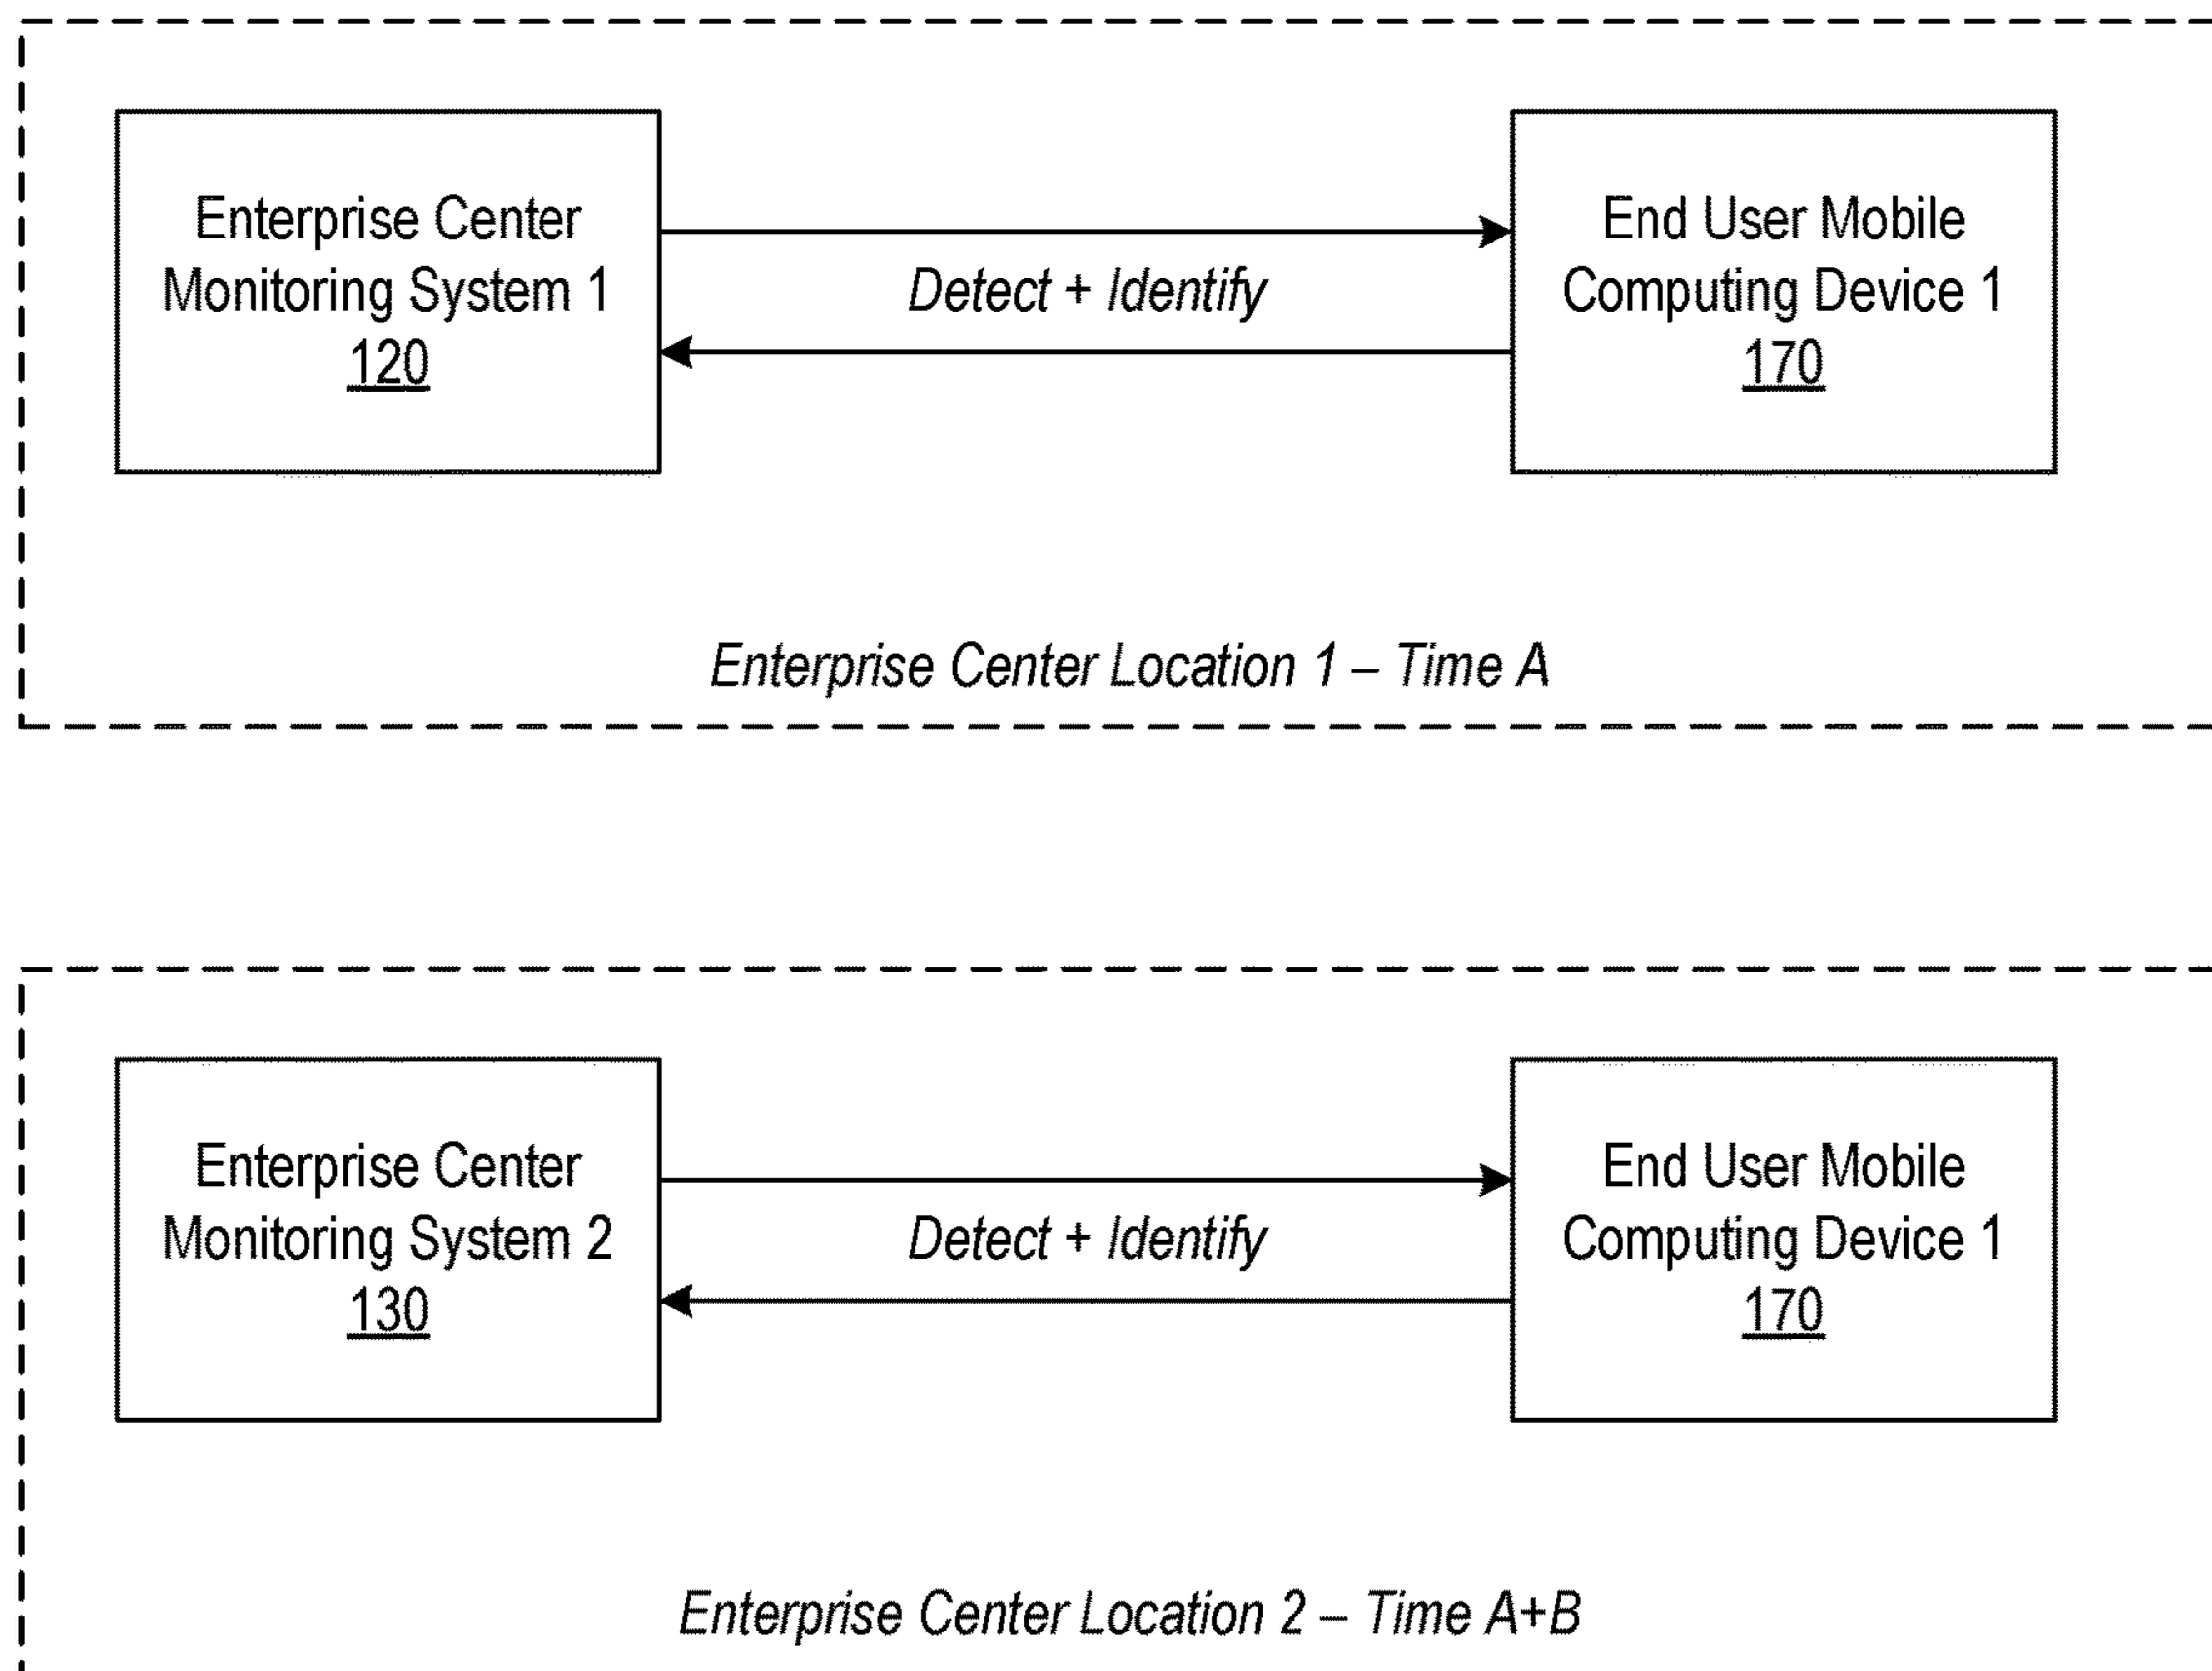 Enterprise Center
Monitoring System 1
120
Detect + Identify
End User Mobile
Computing Device 1
170
Enterprise Center Location 1 – Time A
Enterprise Center
Monitoring System 2
130
Detect + Identify
End User Mobile
Computing Device 1
170
Enterprise Center Location 2 – Time A+B